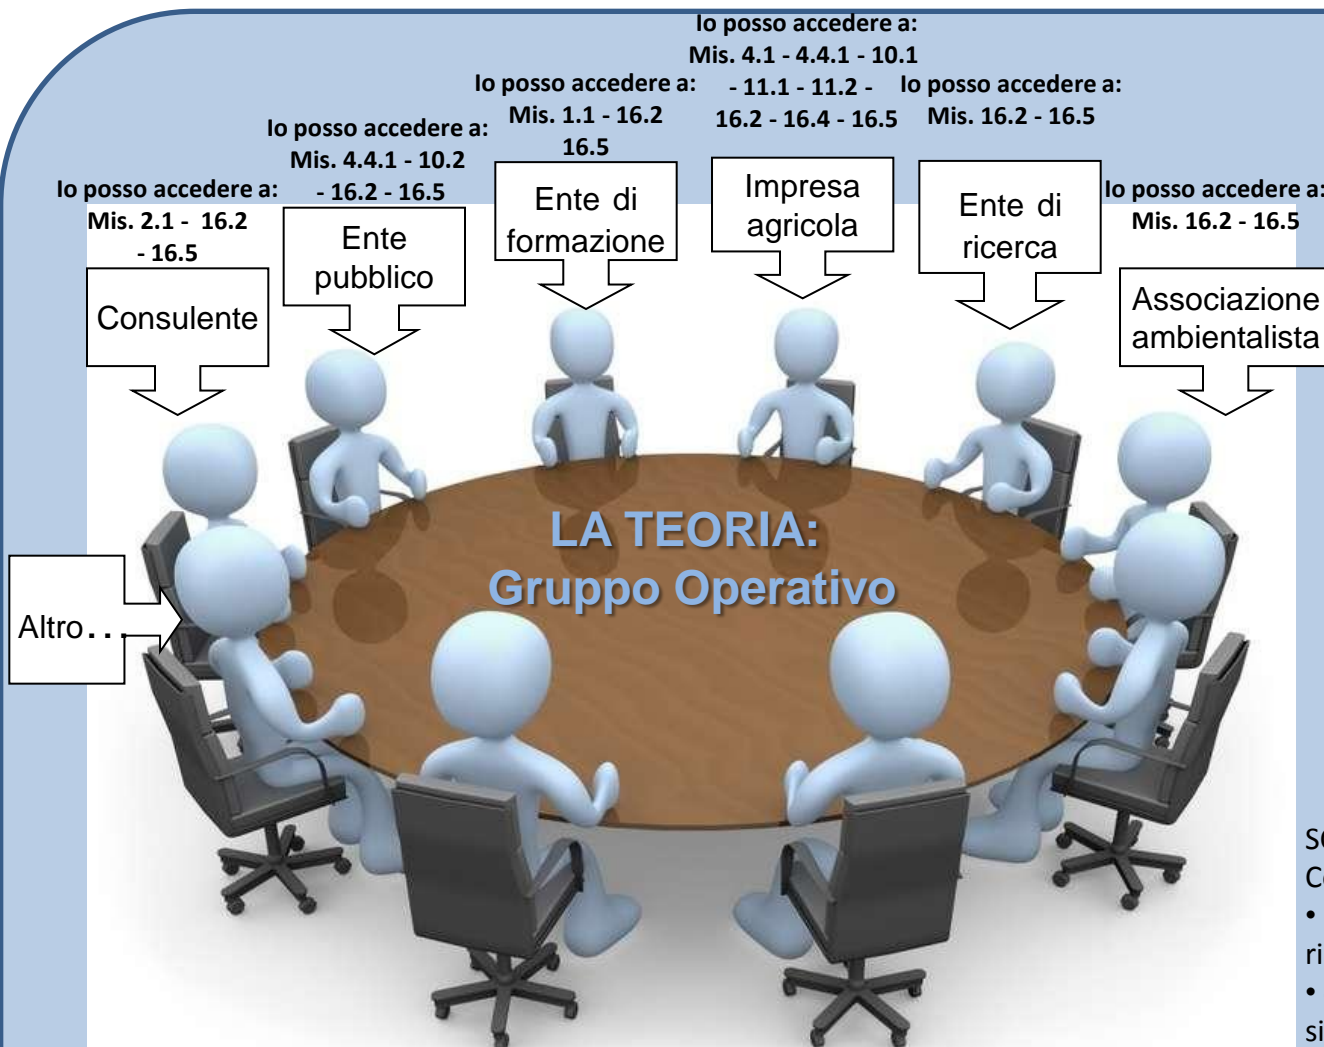 Io posso accedere a:
Mis. 2.1 - 16.2
- 16.5
Consulente
Io posso accedere a:
Mis. 4.4.1 - 10.2
- 16.2 - 16.5
Ente
pubblico
Io posso accedere a:
Mis. 1.1 - 16.2
16.5
Ente di
formazione
Io posso accedere a:
Mis. 4.1 - 4.4.1 - 10.1
- 11.1 - 11.2 -
16.2 - 16.4 - 16.5
Impresa
agricola
Io posso accedere a:
Mis. 16.2 - 16.5
Ente di
ricerca
Io posso accedere a:
Mis. 16.2 - 16.5
Associazione
ambientalista
LA TEORIA:
Gruppo Operativo
Altro...
•
ri
•
si